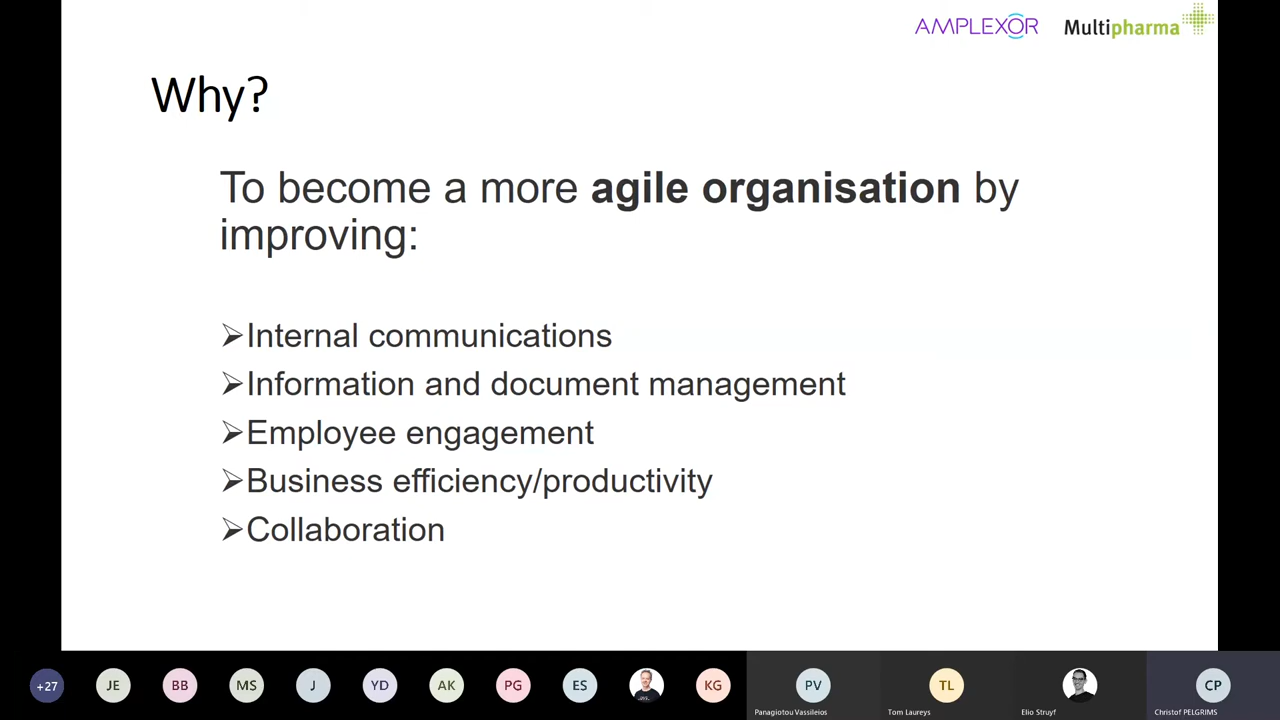 AMPLEXOR Multipharma
Why?
To become a more agile organisation by
improving:
➢Internal communications
➢Information and document management
➢Employee engagement
➢Business efficiency/productivity
➢Collaboration
+27 JE BB MS J YD AK PG ES KG PV TL CP
Panagiotou Vassileios Tom Laureys Elio Struyf Christof PELGRIMS